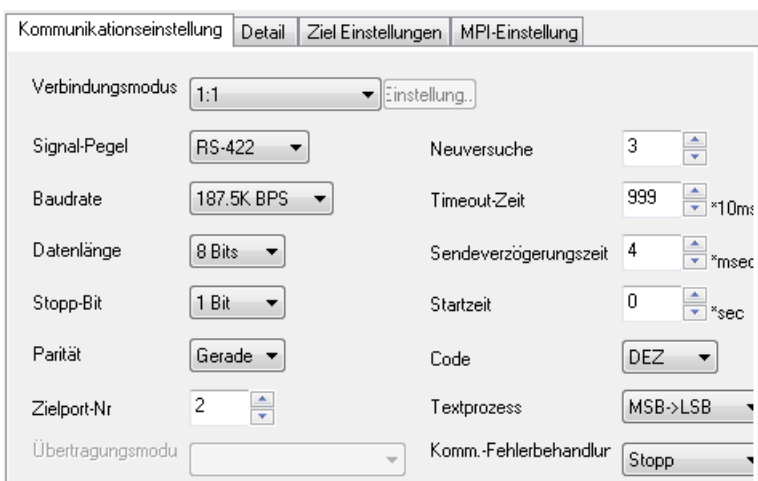 Kommunikationseinstellung Detail Ziel Einstellungen MPI-Einstellung
Verbindungsmodus 1:1 Einstellung..
Signal-Pegel RS-422 Neuversuche 3
Baudrate 187.5K BPS Timeout-Zeit 999 *10ms
Datenlänge 8 Bits Sendeverzögerungszeit 4 *msec
Stopp-Bit 1 Bit Startzeit 0 *sec
Parität Gerade Code DEZ
Zielport-Nr 2 Textprozess MSB->LSB
Übertragungsmodu Komm.-Fehlerbehandlur Stopp